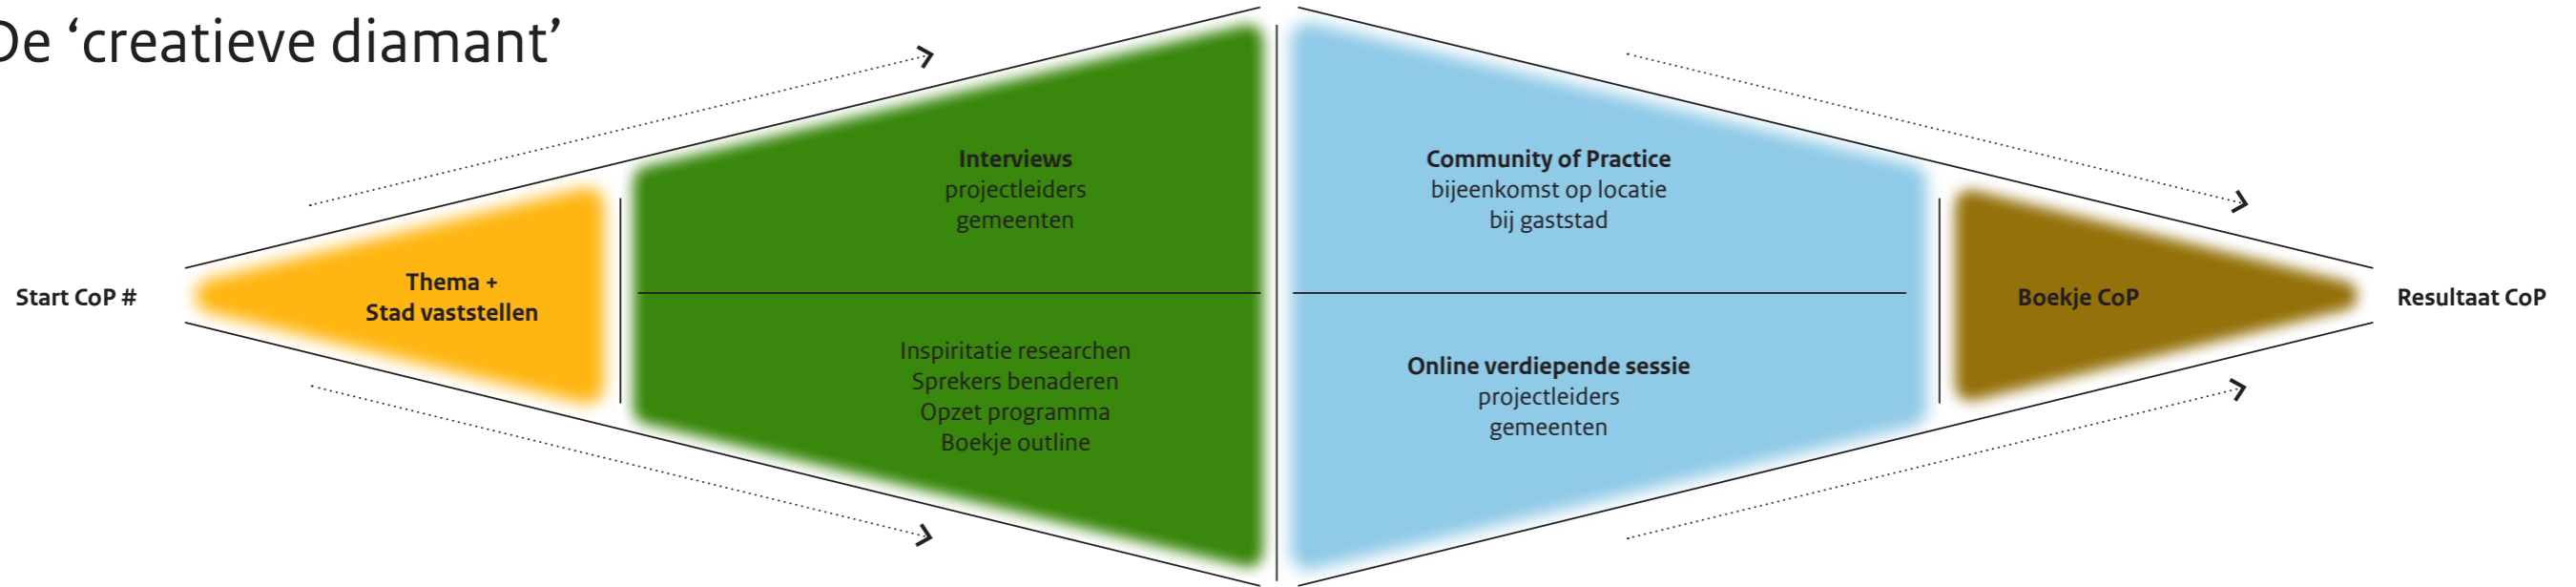 De ‘creatieve diamant’
Start CoP #
Thema +
Stad vaststellen
Interviews
projectleiders
gemeenten
Inspiritatie researchen
Sprekers benaderen
Opzet programma
Boekje outline
Community of Practice
bijeenkomst op locatie
bij gaststad
Online verdiepende sessie
projectleiders
gemeenten
Boekje CoP
Resultaat CoP